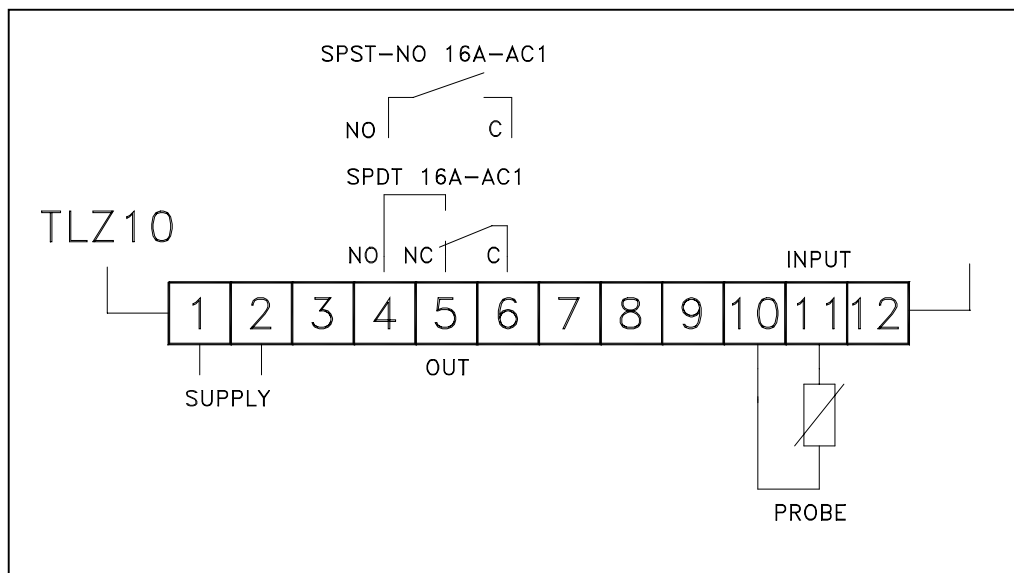 SPST-NO 16A-AC1
NO C
SPDT 16A-AC1
TLZ10
NO NC C
INPUT
1 2 3 4 5 6 7 8 9 10 11 12
OUT
SUPPLY
PROBE